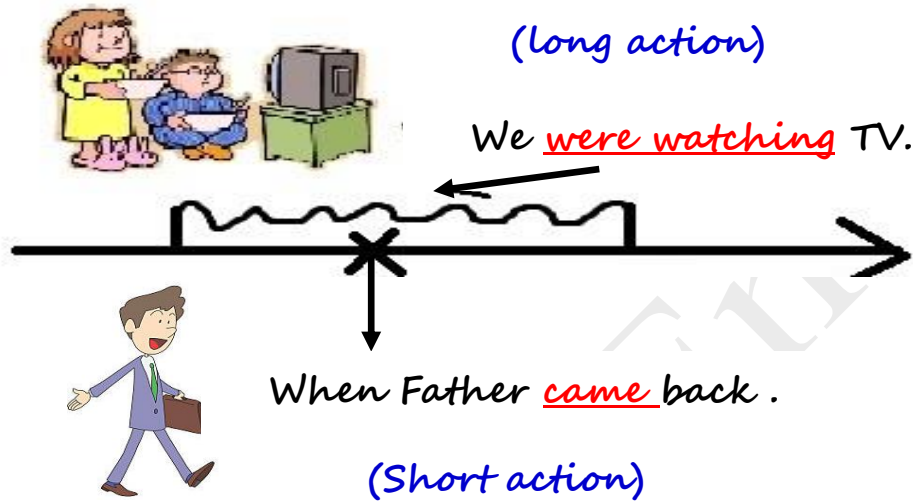 (long action)
We were watching TV.
When Father came back .
(Short action)